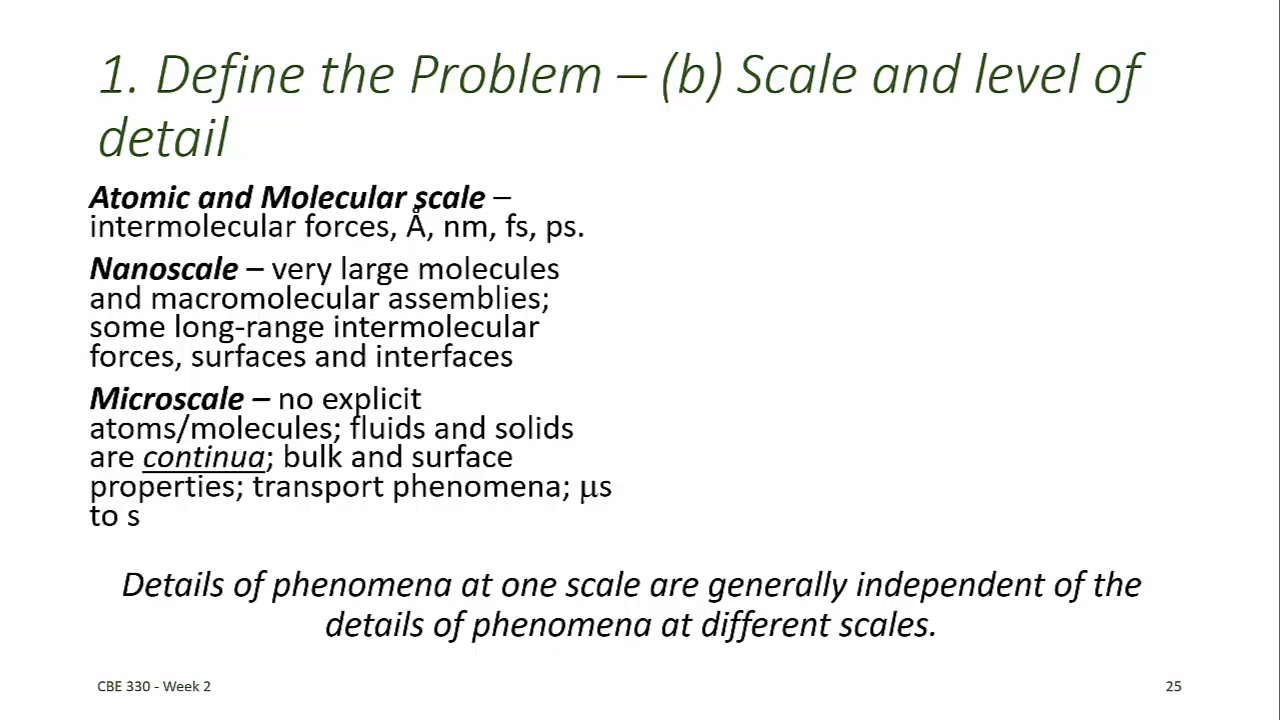 1. Define the Problem – (b) Scale and level of
detail
Atomic and Molecular scale –
intermolecular forces, Å, nm, fs, ps.
Nanoscale – very large molecules
and macromolecular assemblies;
some long-range intermolecular
forces, surfaces and interfaces
Microscale – no explicit
atoms/molecules; fluids and solids
are continua; bulk and surface
properties; transport phenomena; μs
to s
Details of phenomena at one scale are generally independent of the
details of phenomena at different scales.
CBE 330 - Week 2
25